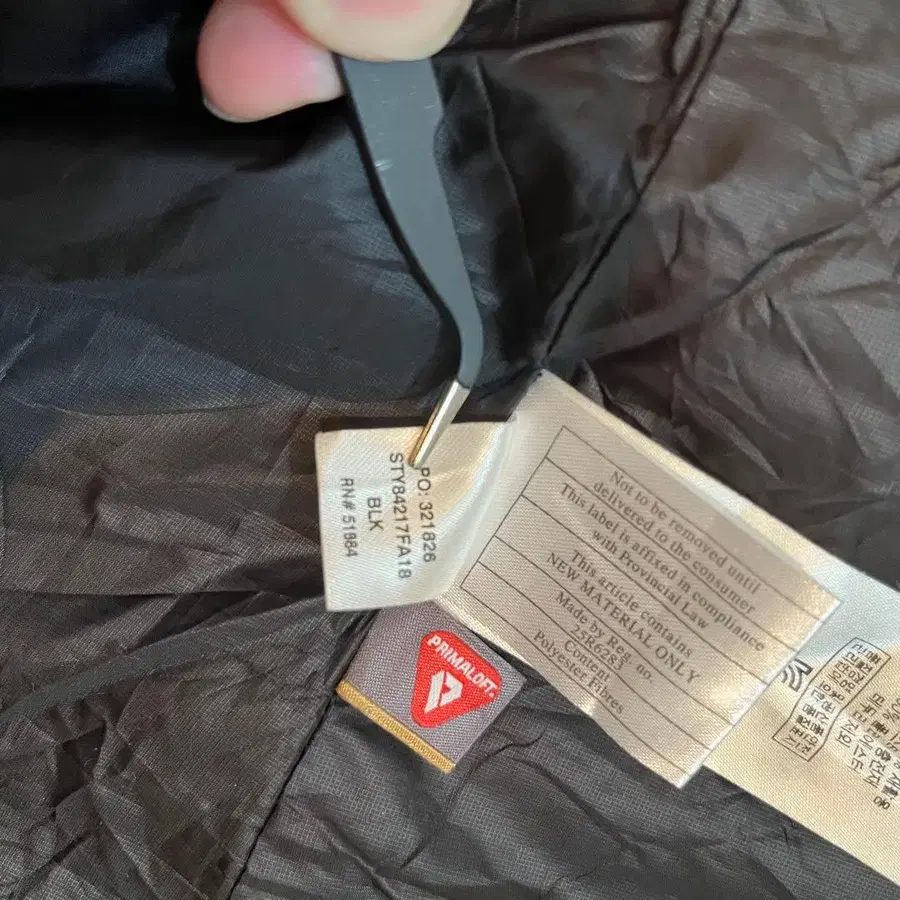 PO: 321826
STY84217FA18
BLK
RN# 51884
Not to be removed until
delivered to the consumer
This label is affixed in compliance
with Provincial Law
This article contains
NEW MATERIAL ONLY
Made by Reg. no.
25R6283
Content
Polyester Fibres
PRIMALOFT